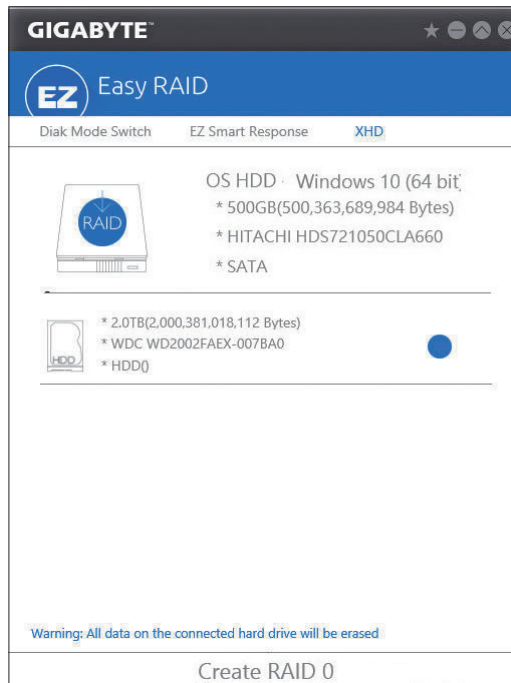 GIGABYTE™
EZ Easy RAID
Diak Mode Switch EZ Smart Response XHD
OS HDD · Windows 10 (64 bit
RAID
* 500GB(500,363,689,984 Bytes)
* HITACHI HDS721050CLA660
* SATA
* 2.0TB(2,000,381,018,112 Bytes)
* WDC WD2002FAEX-007BA0
HDD
* HDD()
Warning: All data on the connected hard drive will be erased
Create RAID 0